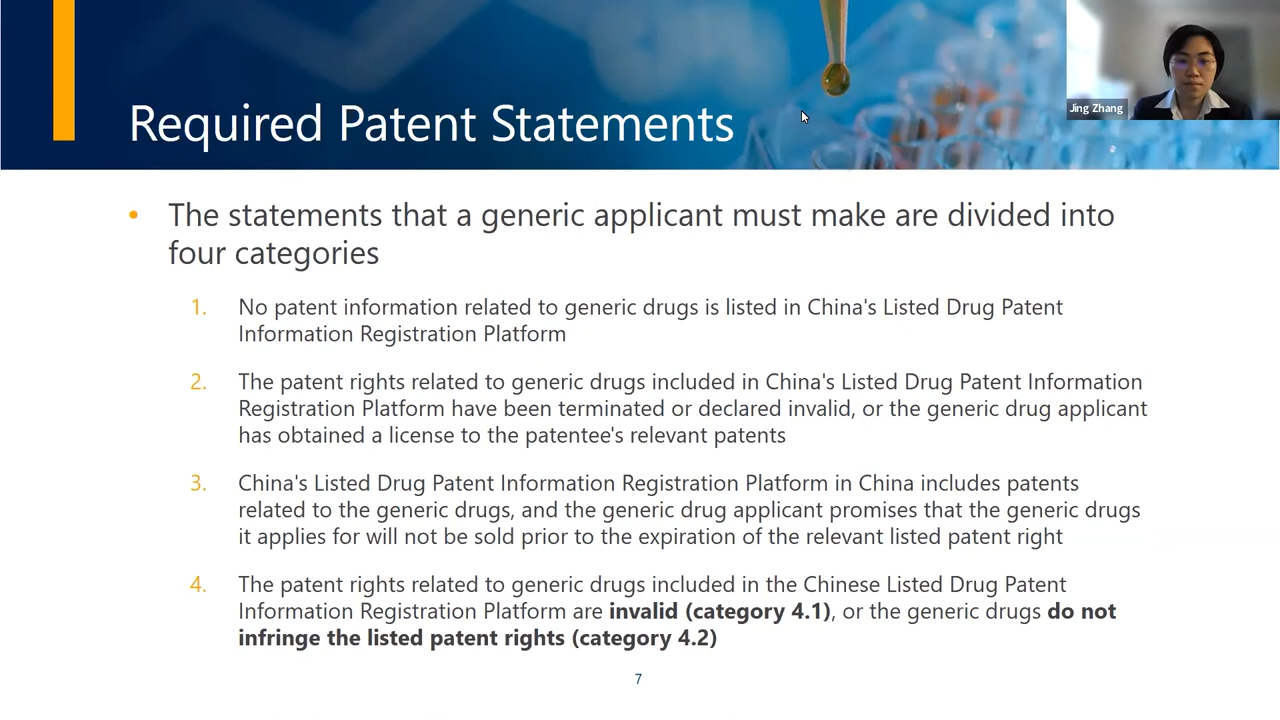 Jing Zhang
Required Patent Statements
• The statements that a generic applicant must make are divided into
four categories
1. No patent information related to generic drugs is listed in China's Listed Drug Patent
Information Registration Platform
2. The patent rights related to generic drugs included in China's Listed Drug Patent Information
Registration Platform have been terminated or declared invalid, or the generic drug applicant
has obtained a license to the patentee's relevant patents
3. China's Listed Drug Patent Information Registration Platform in China includes patents
related to the generic drugs, and the generic drug applicant promises that the generic drugs
it applies for will not be sold prior to the expiration of the relevant listed patent right
4. The patent rights related to generic drugs included in the Chinese Listed Drug Patent
Information Registration Platform are invalid (category 4.1), or the generic drugs do not
infringe the listed patent rights (category 4.2)
7